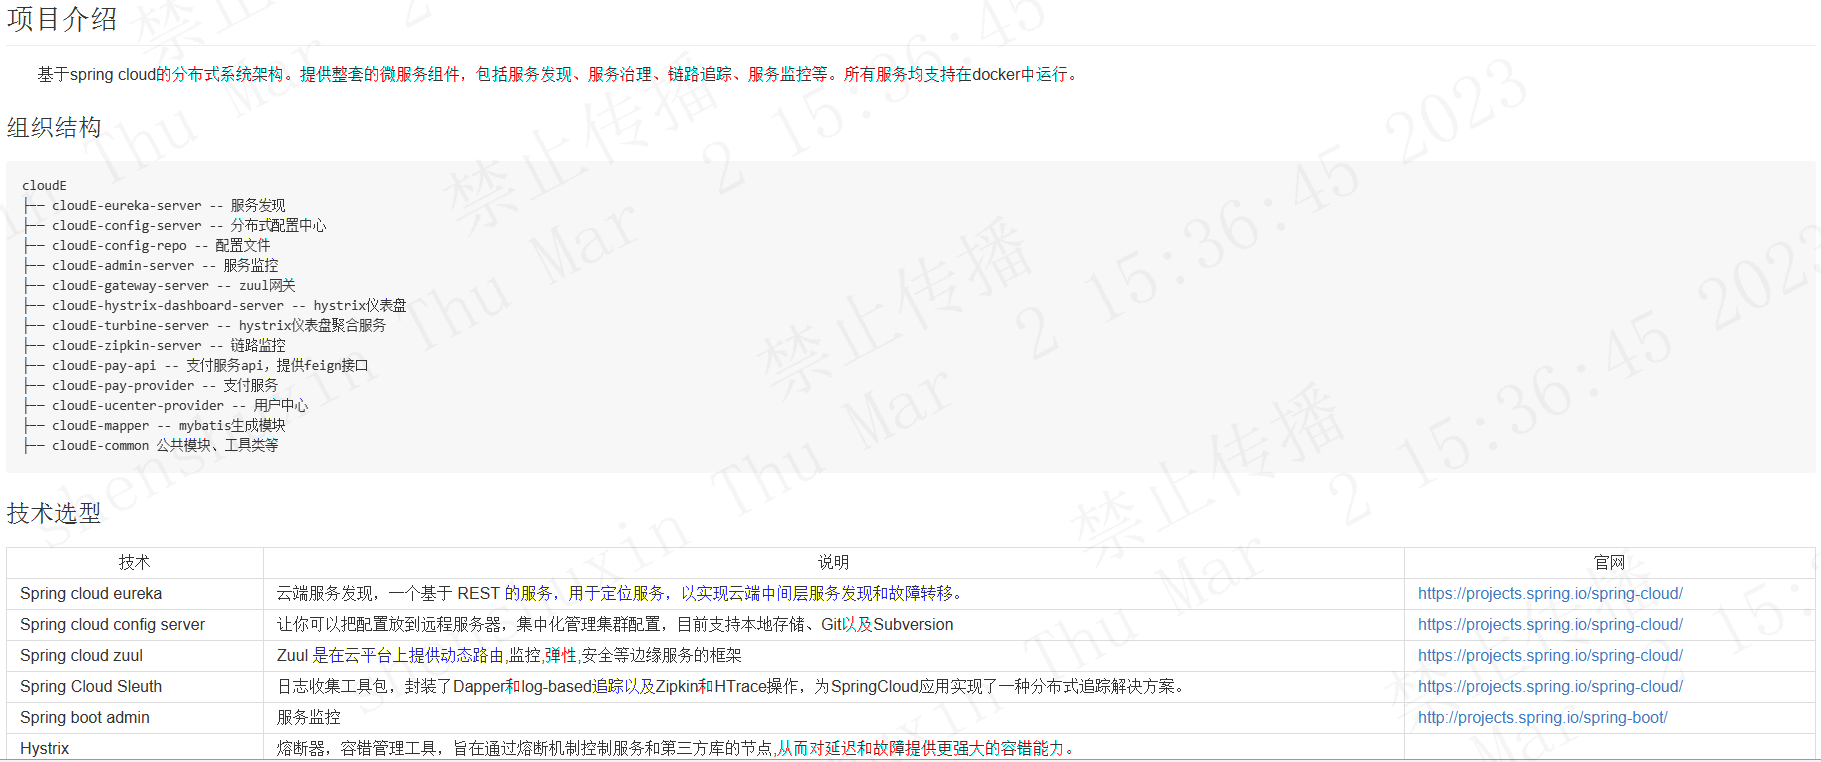 项目介绍
基于spring cloud的分布式系统架构。提供整套的微服务组件，包括服务发现、服务治理、链路追踪、服务监控等。所有服务均支持在docker中运行。
组织结构
cloudE
├── cloudE-eureka-server -- 服务发现
├── cloudE-config-server -- 分布式配置中心
├── cloudE-config-repo -- 配置文件
├── cloudE-admin-server -- 服务监控
├── cloudE-gateway-server -- zuul网关
├── cloudE-hystrix-dashboard-server -- hystrix仪表盘
├── cloudE-turbine-server -- hystrix仪表盘聚合服务
├── cloudE-zipkin-server -- 链路监控
├── cloudE-pay-api -- 支付服务api，提供feign接口
├── cloudE-pay-provider -- 支付服务
├── cloudE-ucenter-provider -- 用户中心
├── cloudE-mapper -- mybatis生成模块
├── cloudE-common 公共模块、工具类等
技术选型
技术 说明 官网
Spring cloud eureka 云端服务发现，一个基于 REST 的服务，用于定位服务，以实现云端中间层服务发现和故障转移。 https://projects.spring.io/spring-cloud/
Spring cloud config server 让你可以把配置放到远程服务器，集中化管理集群配置，目前支持本地存储、Git以及Subversion https://projects.spring.io/spring-cloud/
Spring cloud zuul Zuul 是在云平台上提供动态路由,监控,弹性,安全等边缘服务的框架 https://projects.spring.io/spring-cloud/
Spring Cloud Sleuth 日志收集工具包，封装了Dapper和log-based追踪以及Zipkin和HTrace操作，为SpringCloud应用实现了一种分布式追踪解决方案。 https://projects.spring.io/spring-cloud/
Spring boot admin 服务监控 http://projects.spring.io/spring-boot/
Hystrix 熔断器，容错管理工具，旨在通过熔断机制控制服务和第三方库的节点,从而对延迟和故障提供更强大的容错能力。
禁止传播
Thu Mar 2 15:36:45 2023